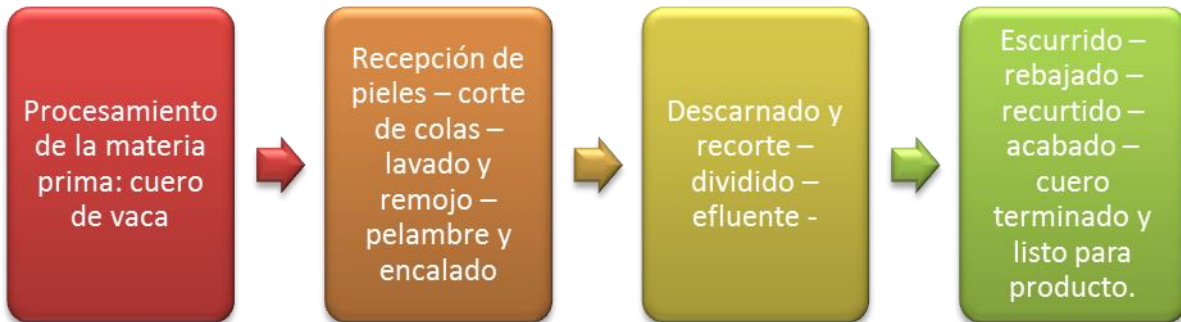 Procesamiento
de la materia
prima: cuero
de vaca
Recepción de
pieles – corte
de colas –
lavado y
remojo –
pelambre y
encalado
Descarnado y
recorte –
dividido –
efluente -
Escurrido –
rebajado –
recurtido –
acabado –
cuero
terminado y
listo para
producto.